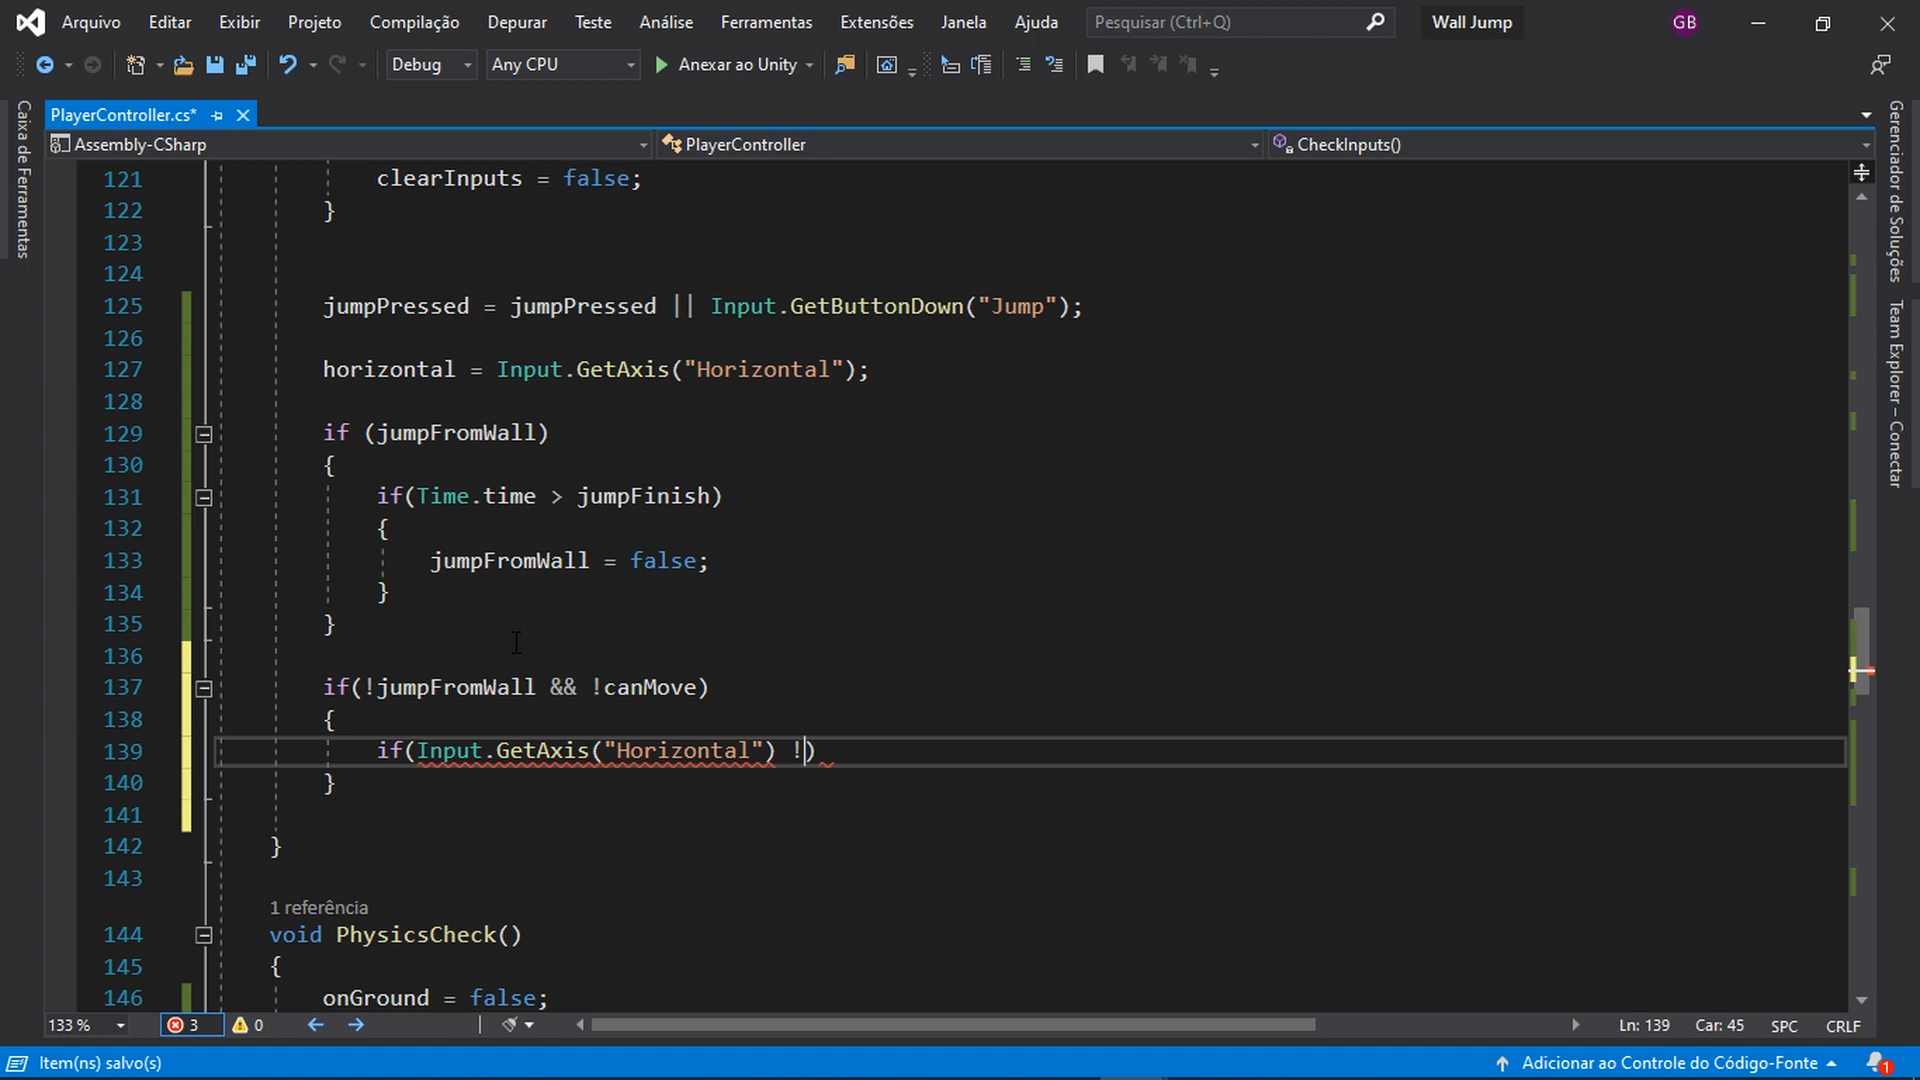 Arquivo Editar Exibir Projeto Compilação Depurar Teste Análise Ferramentas Extensões Janela Ajuda Pesquisar (Ctrl+Q) Wall Jump GB
Debug Any CPU Anexar ao Unity
Caixa de Ferramentas
PlayerController.cs*
Assembly-CSharp PlayerController CheckInputs()
121 clearInputs = false;
122 }
123
124
125 jumpPressed = jumpPressed || Input.GetButtonDown("Jump");
126
127 horizontal = Input.GetAxis("Horizontal");
128
129 if (jumpFromWall)
130 {
131 if(Time.time > jumpFinish)
132 {
133 jumpFromWall = false;
134 }
135 }
136
137 if(!jumpFromWall && !canMove)
138 {
139 if(Input.GetAxis("Horizontal") !)
140 }
141
142 }
143
1 referência
144 void PhysicsCheck()
145 {
146 onGround = false;
Gerenciador de Soluções
Team Explorer – Conectar
133 % 3 0 Ln: 139 Car: 45 SPC CRLF
Item(ns) salvo(s) Adicionar ao Controle do Código-Fonte 1